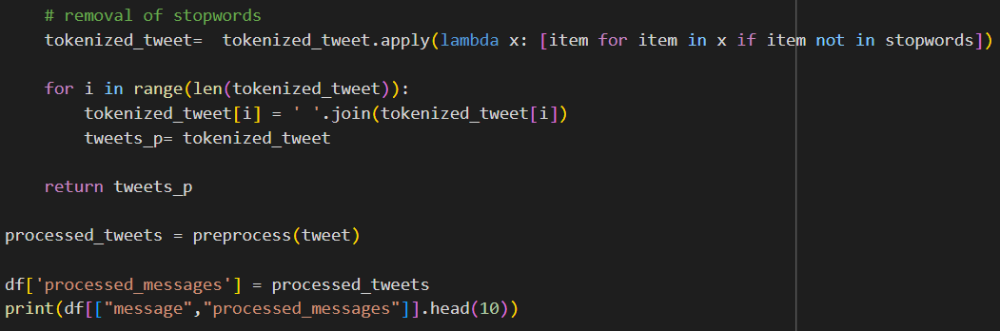 # removal of stopwords
tokenized_tweet=  tokenized_tweet.apply(lambda x: [item for item in x if item not in stopwords])
for i in range(len(tokenized_tweet)):
tokenized_tweet[i] = ' '.join(tokenized_tweet[i])
tweets_p= tokenized_tweet
return tweets_p
processed_tweets = preprocess(tweet)
df['processed_messages'] = processed_tweets
print(df[["message","processed_messages"]].head(10))